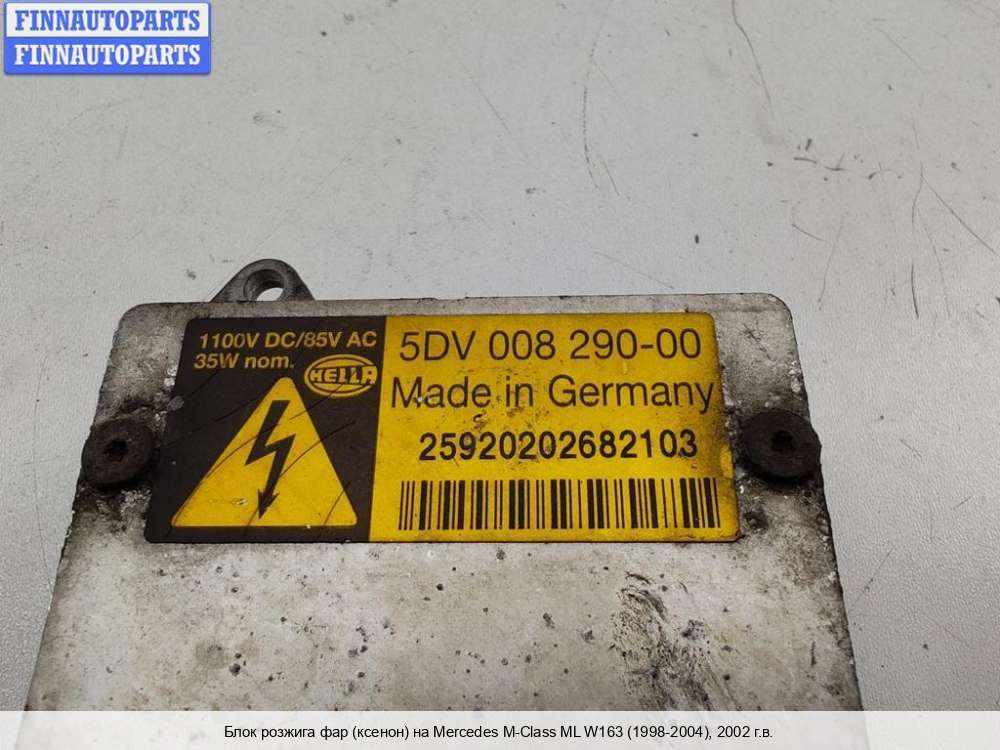 FINNAUTOPARTS
FINNAUTOPARTS
1100V DC/85V AC
35W nom.
HELLA
5DV 008 290-00
Made in Germany
25920202682103
Блок розжига фар (ксенон) на Mercedes M-Class ML W163 (1998-2004), 2002 г.в.